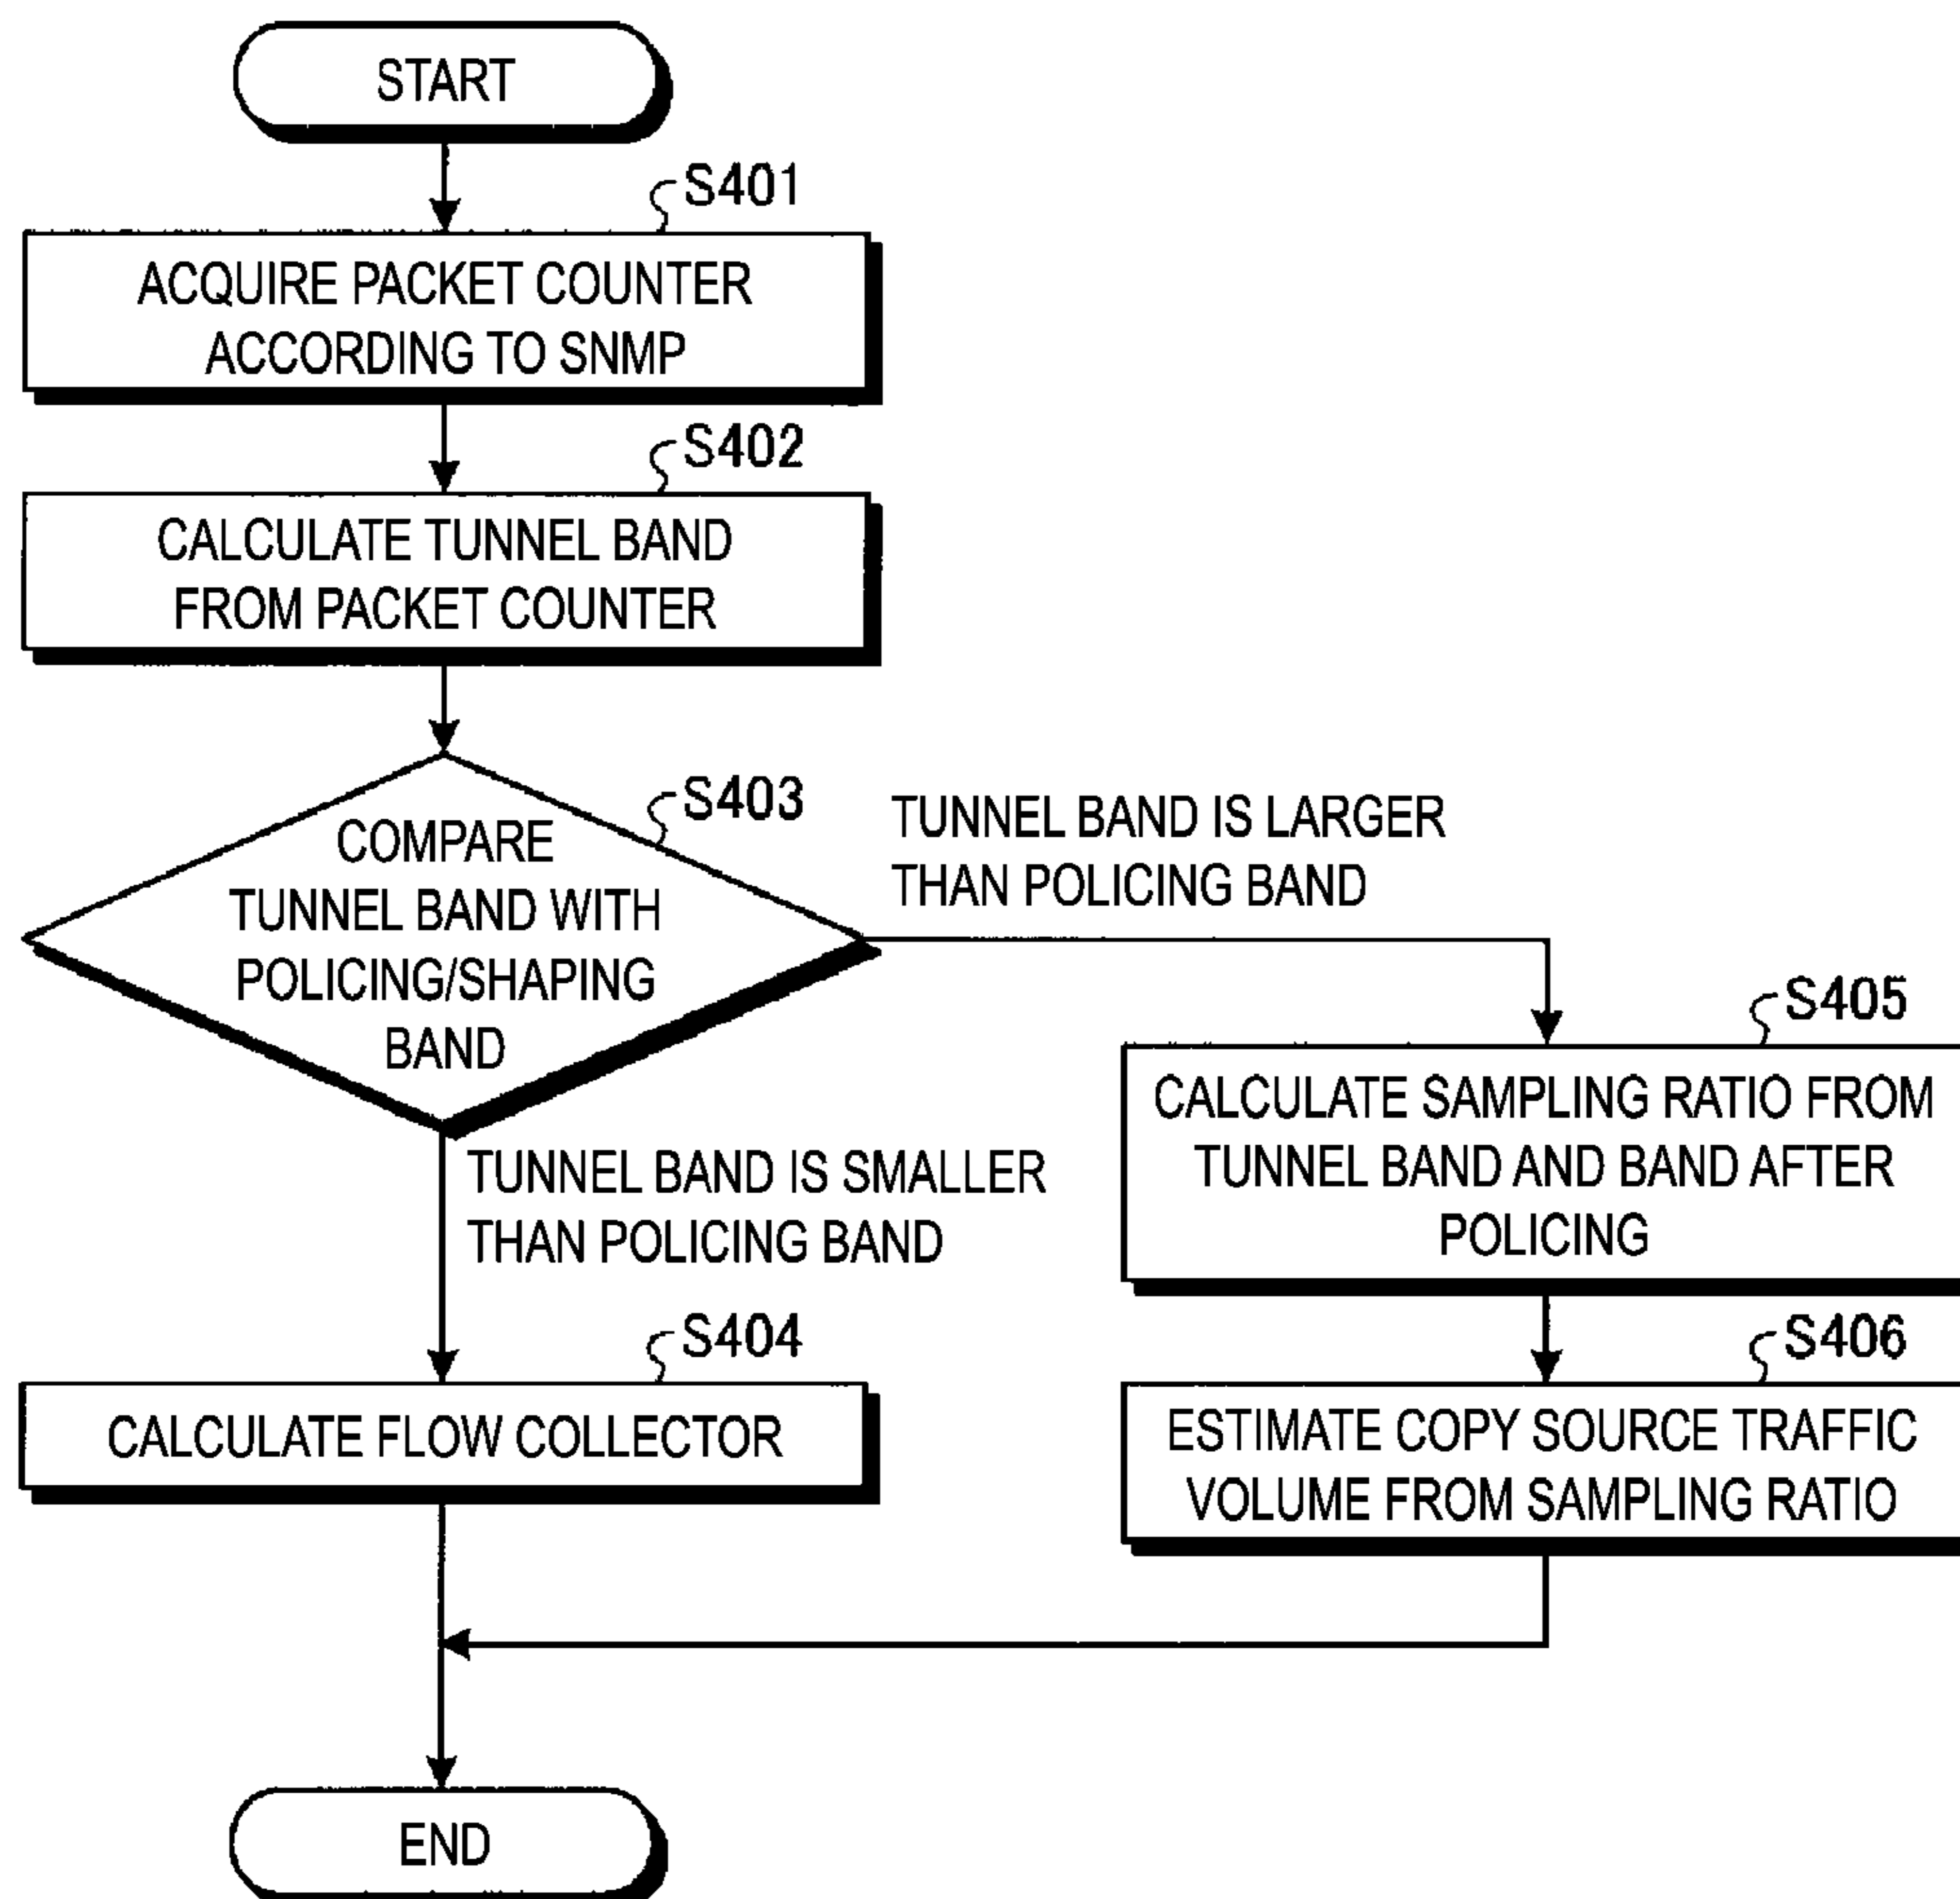 START
S401
ACQUIRE PACKET COUNTER
ACCORDING TO SNMP
S402
CALCULATE TUNNEL BAND
FROM PACKET COUNTER
S403
COMPARE
TUNNEL BAND WITH
POLICING/SHAPING
BAND
TUNNEL BAND IS LARGER
THAN POLICING BAND
TUNNEL BAND IS SMALLER
THAN POLICING BAND
S404
CALCULATE FLOW COLLECTOR
S405
CALCULATE SAMPLING RATIO FROM
TUNNEL BAND AND BAND AFTER
POLICING
S406
ESTIMATE COPY SOURCE TRAFFIC
VOLUME FROM SAMPLING RATIO
END